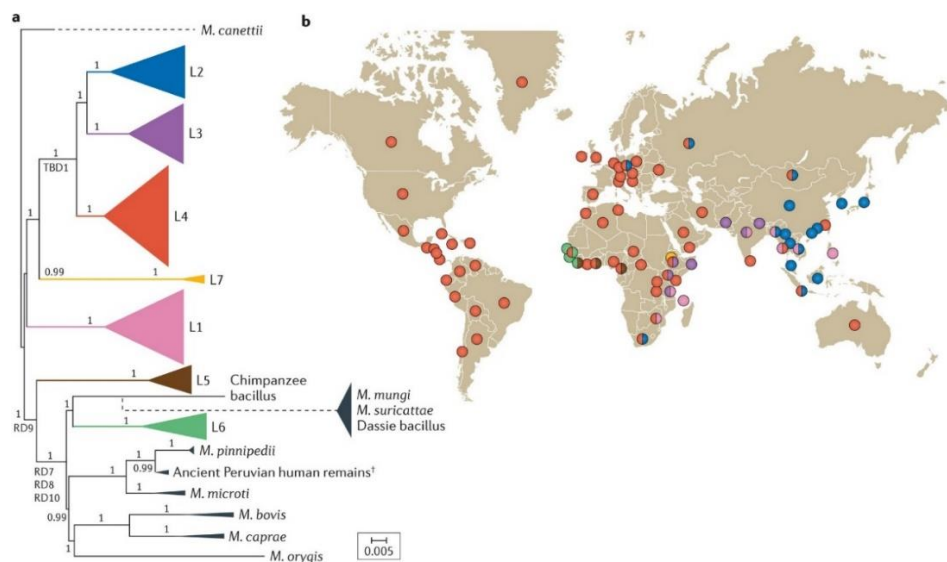 a
b
M. canettii
1
L2
1
1
1
L3
1
TBD1
1
L4
1
0.99
1
L7
1
L1
1
L5
Chimpanzee
bacillus
1
M. mungi
M. suricattae
Dassie bacillus
1
RD9
1
1
L6
1
M. pinnipedii
1
RD7
RD8
RD10
1
0.99
Ancient Peruvian human remains†
1
M. microti
0.99
1
M. bovis
1
1
M. caprae
1
M. orygis
0.005